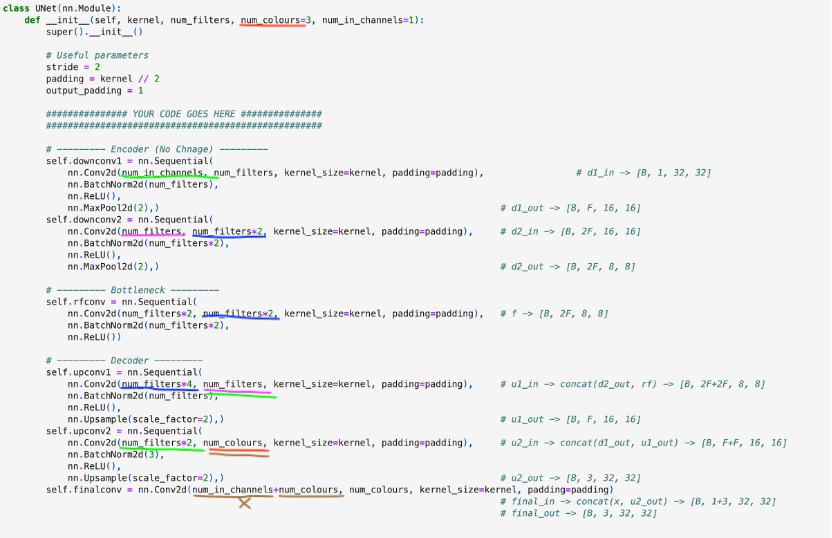 class UNet(nn.Module):
    def __init__(self, kernel, num_filters, num_colours=3, num_in_channels=1):
        super().__init__()

        # Useful parameters
        stride = 2
        padding = kernel // 2
        output_padding = 1

        ############### YOUR CODE GOES HERE ###############
        ###################################################

        # --------- Encoder (No Chnage) ---------
        self.downconv1 = nn.Sequential(
            nn.Conv2d(num_in_channels, num_filters, kernel_size=kernel, padding=padding),                 # d1_in -> [B, 1, 32, 32]
            nn.BatchNorm2d(num_filters),
            nn.ReLU(),
            nn.MaxPool2d(2),)                                                               # d1_out -> [B, F, 16, 16]
        self.downconv2 = nn.Sequential(
            nn.Conv2d(num_filters, num_filters*2, kernel_size=kernel, padding=padding),     # d2_in -> [B, 2F, 16, 16]
            nn.BatchNorm2d(num_filters*2),
            nn.ReLU(),
            nn.MaxPool2d(2),)                                                               # d2_out -> [B, 2F, 8, 8]

        # --------- Bottleneck ---------
        self.rfconv = nn.Sequential(
            nn.Conv2d(num_filters*2, num_filters*2, kernel_size=kernel, padding=padding),   # f -> [B, 2F, 8, 8]
            nn.BatchNorm2d(num_filters*2),
            nn.ReLU())

        # --------- Decoder ---------
        self.upconv1 = nn.Sequential(
            nn.Conv2d(num_filters*4, num_filters, kernel_size=kernel, padding=padding),     # u1_in -> concat(d2_out, rf) -> [B, 2F+2F, 8, 8]
            nn.BatchNorm2d(num_filters),
            nn.ReLU(),
            nn.Upsample(scale_factor=2),)                                                   # u1_out -> [B, F, 16, 16]
        self.upconv2 = nn.Sequential(
            nn.Conv2d(num_filters*2, num_colours, kernel_size=kernel, padding=padding),     # u2_in -> concat(d1_out, u1_out) -> [B, F+F, 16, 16]
            nn.BatchNorm2d(3),
            nn.ReLU(),
            nn.Upsample(scale_factor=2),)                                                   # u2_out -> [B, 3, 32, 32]
        self.finalconv = nn.Conv2d(num_in_channels+num_colours, num_colours, kernel_size=kernel, padding=padding)
                                                                                            # final_in -> concat(x, u2_out) -> [B, 1+3, 32, 32]
                                                                                            # final_out -> [B, 3, 32, 32]